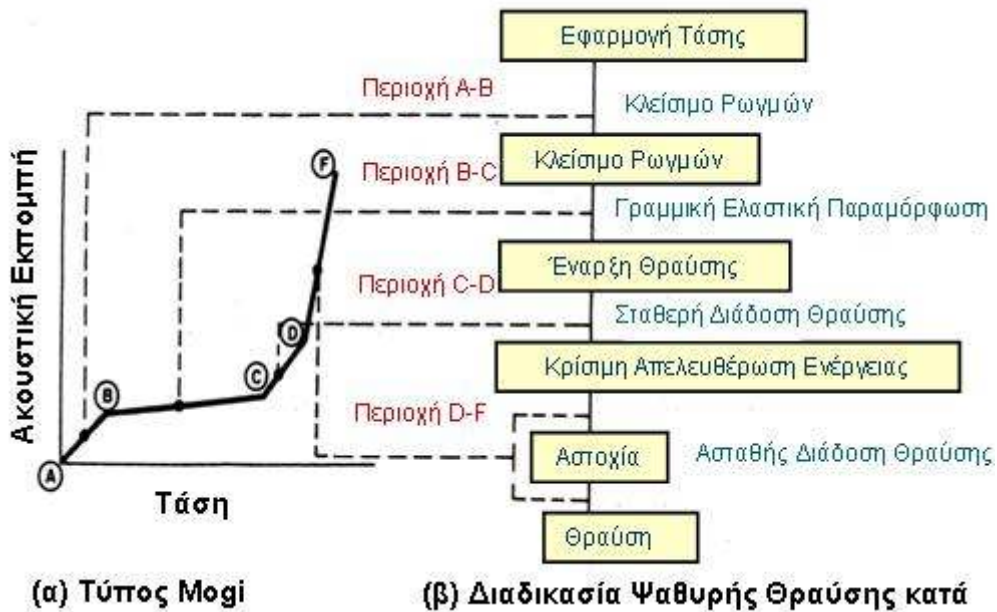 Εφαρμογή Τάσης
Περιοχή Α-Β
Κλείσιμο Ρωγμών
Κλείσιμο Ρωγμών
Περιοχή Β-C
Γραμμική Ελαστική Παραμόρφωση
Έναρξη Θραύσης
Περιοχή C-D
Σταθερή Διάδοση Θραύσης
Κρίσιμη Απελευθέρωση Ενέργειας
Περιοχή D-F
Αστοχία
Ασταθής Διάδοση Θραύσης
Θραύση
Ακουστική Εκπομπή
A
B
C
D
F
Τάση
(α) Τύπος Mogi
(β) Διαδικασία Ψαθυρής Θραύσης κατά